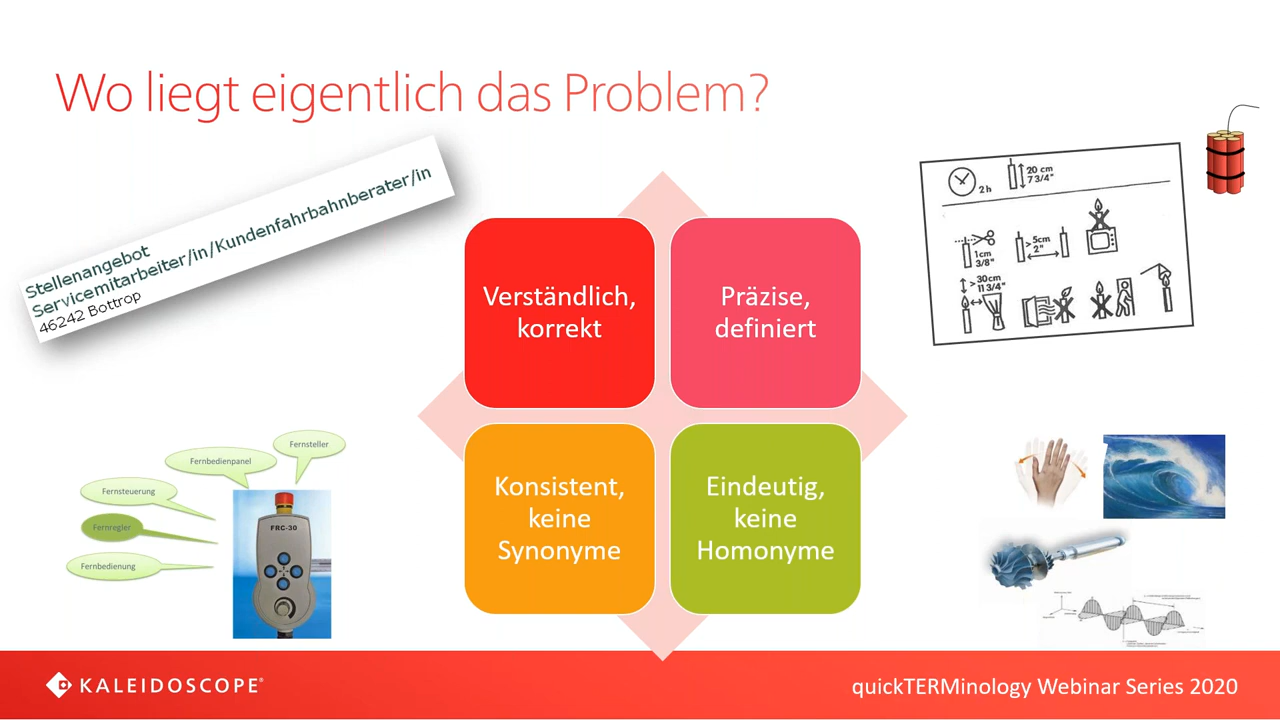 Wo liegt eigentlich das Problem?
Stellenangebot
Servicemitarbeiter/in/Kundenfahrbahnberater/in
46242 Bottrop
2h
20 cm
7 3/4"
1cm
3/8"
>5cm
2"
>30cm
11 3/4"
Verständlich,
korrekt
Präzise,
definiert
Konsistent,
keine
Synonyme
Eindeutig,
keine
Homonyme
Fernsteller
Fernbedienpanel
Fernsteuerung
Fernregler
Fernbedienung
FRC-30
KALEIDOSCOPE®
quickTERMinology Webinar Series 2020